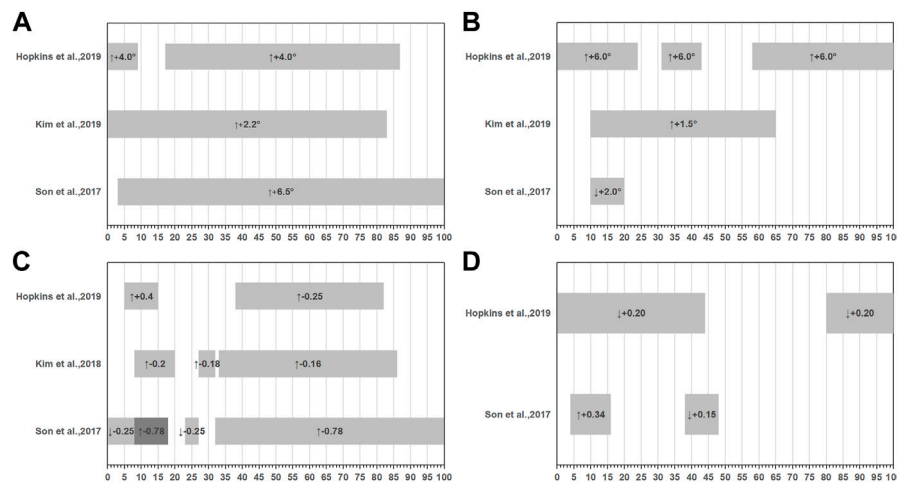 A
Hopkins et al.,2019
↑+4.0°
↑+4.0°
Kim et al.,2019
↑+2.2°
Son et al.,2017
↑+6.5°
0 5 10 15 20 25 30 35 40 45 50 55 60 65 70 75 80 85 90 95 100
B
Hopkins et al.,2019
↑+6.0°
↑+6.0°
↑+6.0°
Kim et al.,2019
↑+1.5°
Son et al.,2017
↓+2.0°
0 5 10 15 20 25 30 35 40 45 50 55 60 65 70 75 80 85 90 95 100
C
Hopkins et al.,2019
↑+0.4
↑-0.25
Kim et al.,2018
↑-0.2
↑-0.18
↑-0.16
Son et al.,2017
↓-0.25
↑-0.78
↓-0.25
↑-0.78
0 5 10 15 20 25 30 35 40 45 50 55 60 65 70 75 80 85 90 95 100
D
Hopkins et al.,2019
↓+0.20
↓+0.20
Son et al.,2017
↑+0.34
↓+0.15
0 5 10 15 20 25 30 35 40 45 50 55 60 65 70 75 80 85 90 95 100